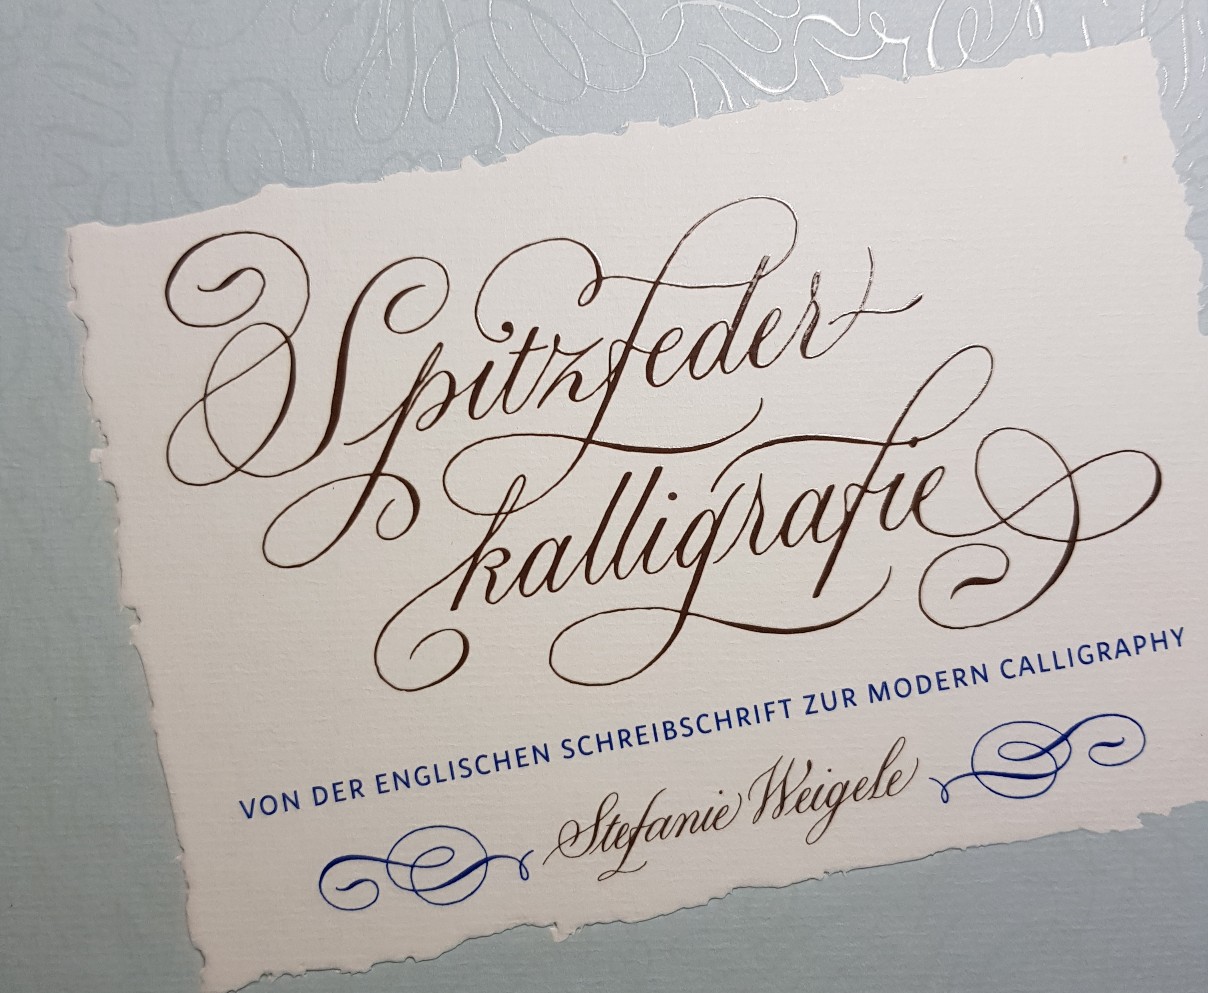 Spitzfeder
kalligrafie
VON DER ENGLISCHEN SCHREIBSCHRIFT ZUR MODERN CALLIGRAPHY
Stefanie Weigele